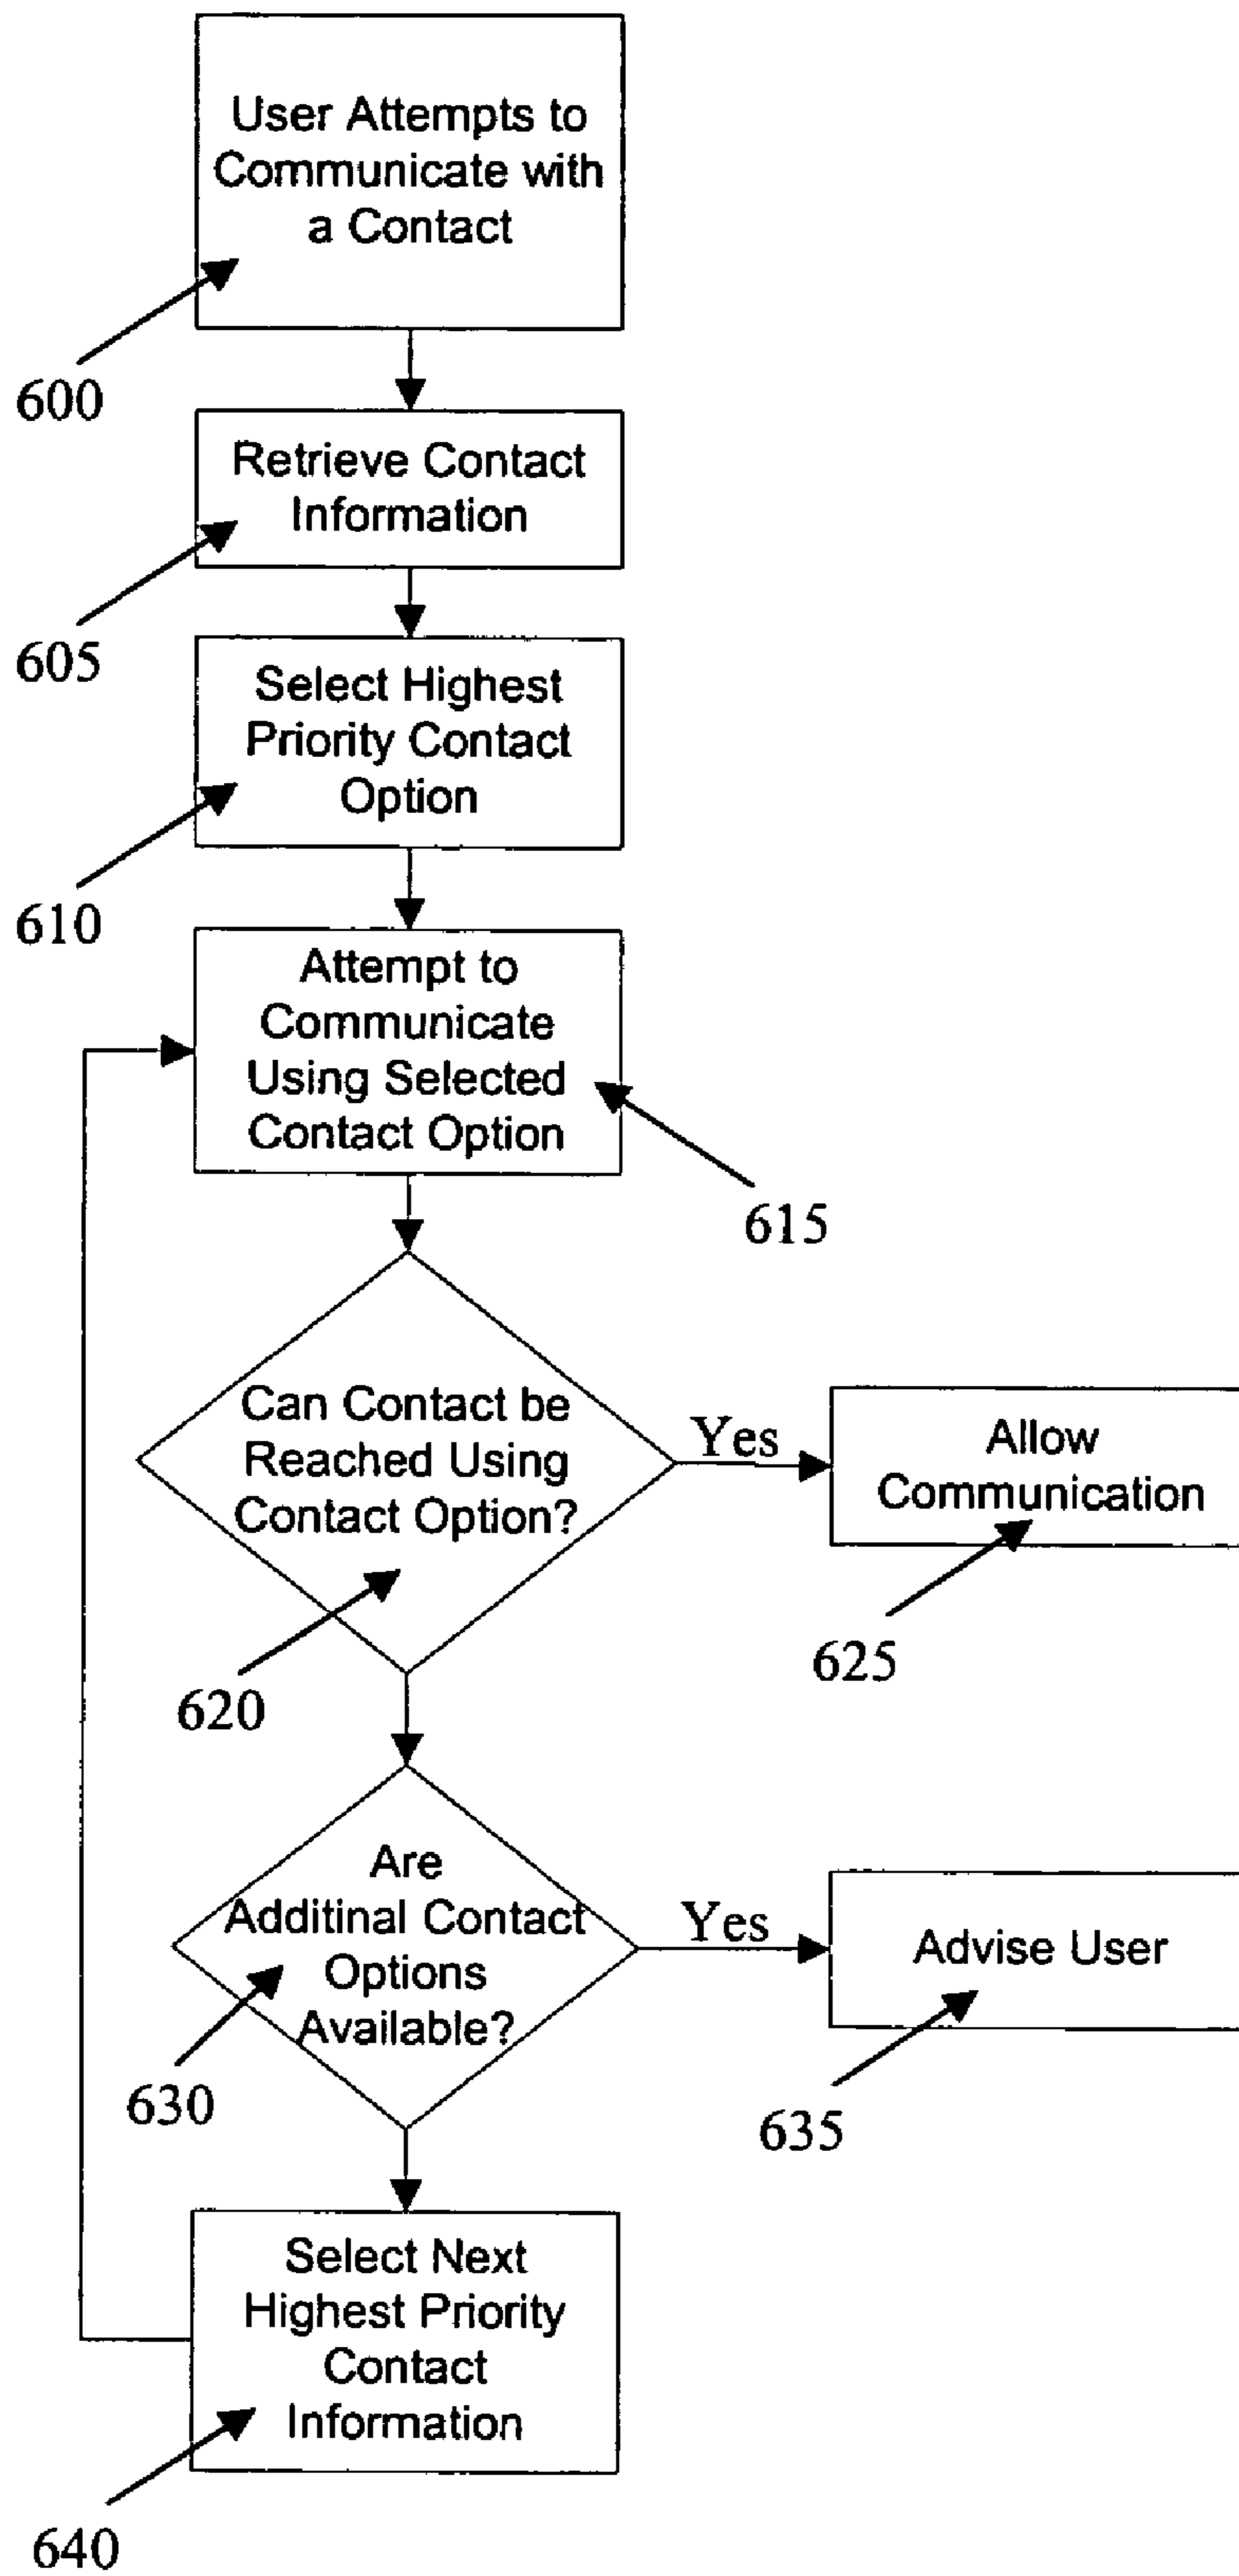 User Attempts to
Communicate with
a Contact
600
Retrieve Contact
Information
605
Select Highest
Priority Contact
Option
610
Attempt to
Communicate
Using Selected
Contact Option
615
Can Contact be
Reached Using
Contact Option?
Yes
Allow
Communication
620
625
Are
Additinal Contact
Options
Available?
Yes
Advise User
630
635
Select Next
Highest Priority
Contact
Information
640